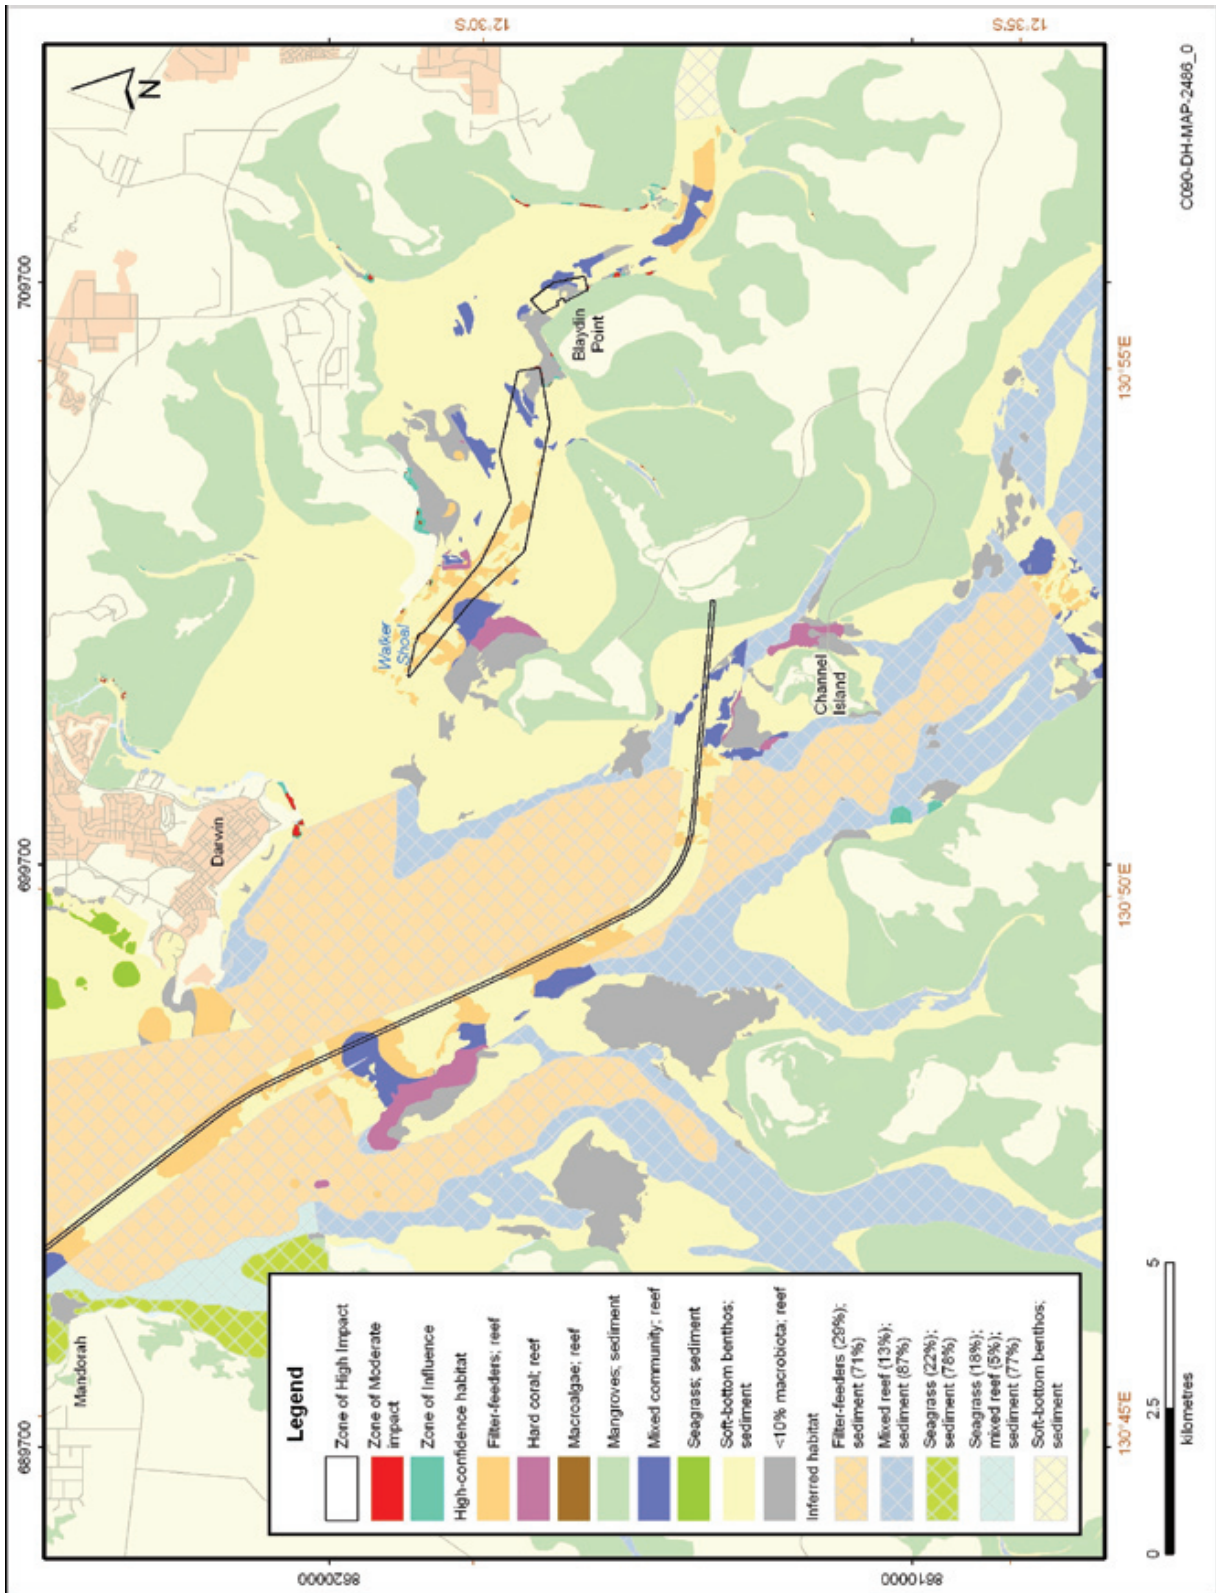 12°30'S
12°35'S
709700
699700
689700
8620000
8610000
130°55'E
130°50'E
130°45'E
N
Darwin
Mandorah
Walker
Shoal
Blaydin
Point
Channel
Island
Legend
Zone of High Impact
Zone of Moderate
impact
Zone of Influence
High-confidence habitat
Filter-feeders; reef
Hard coral; reef
Macroalgae; reef
Mangroves; sediment
Mixed community; reef
Seagrass; sediment
Soft-bottom benthos;
sediment
<10% macrobiota; reef
Inferred habitat
Filter-feeders (29%);
sediment (71%)
Mixed reef (13%);
sediment (87%)
Seagrass (22%);
sediment (78%)
Seagrass (18%);
mixed reef (5%);
sediment (77%)
Soft-bottom benthos;
sediment
0 2.5 5
kilometres
C090-DH-MAP-2486_0